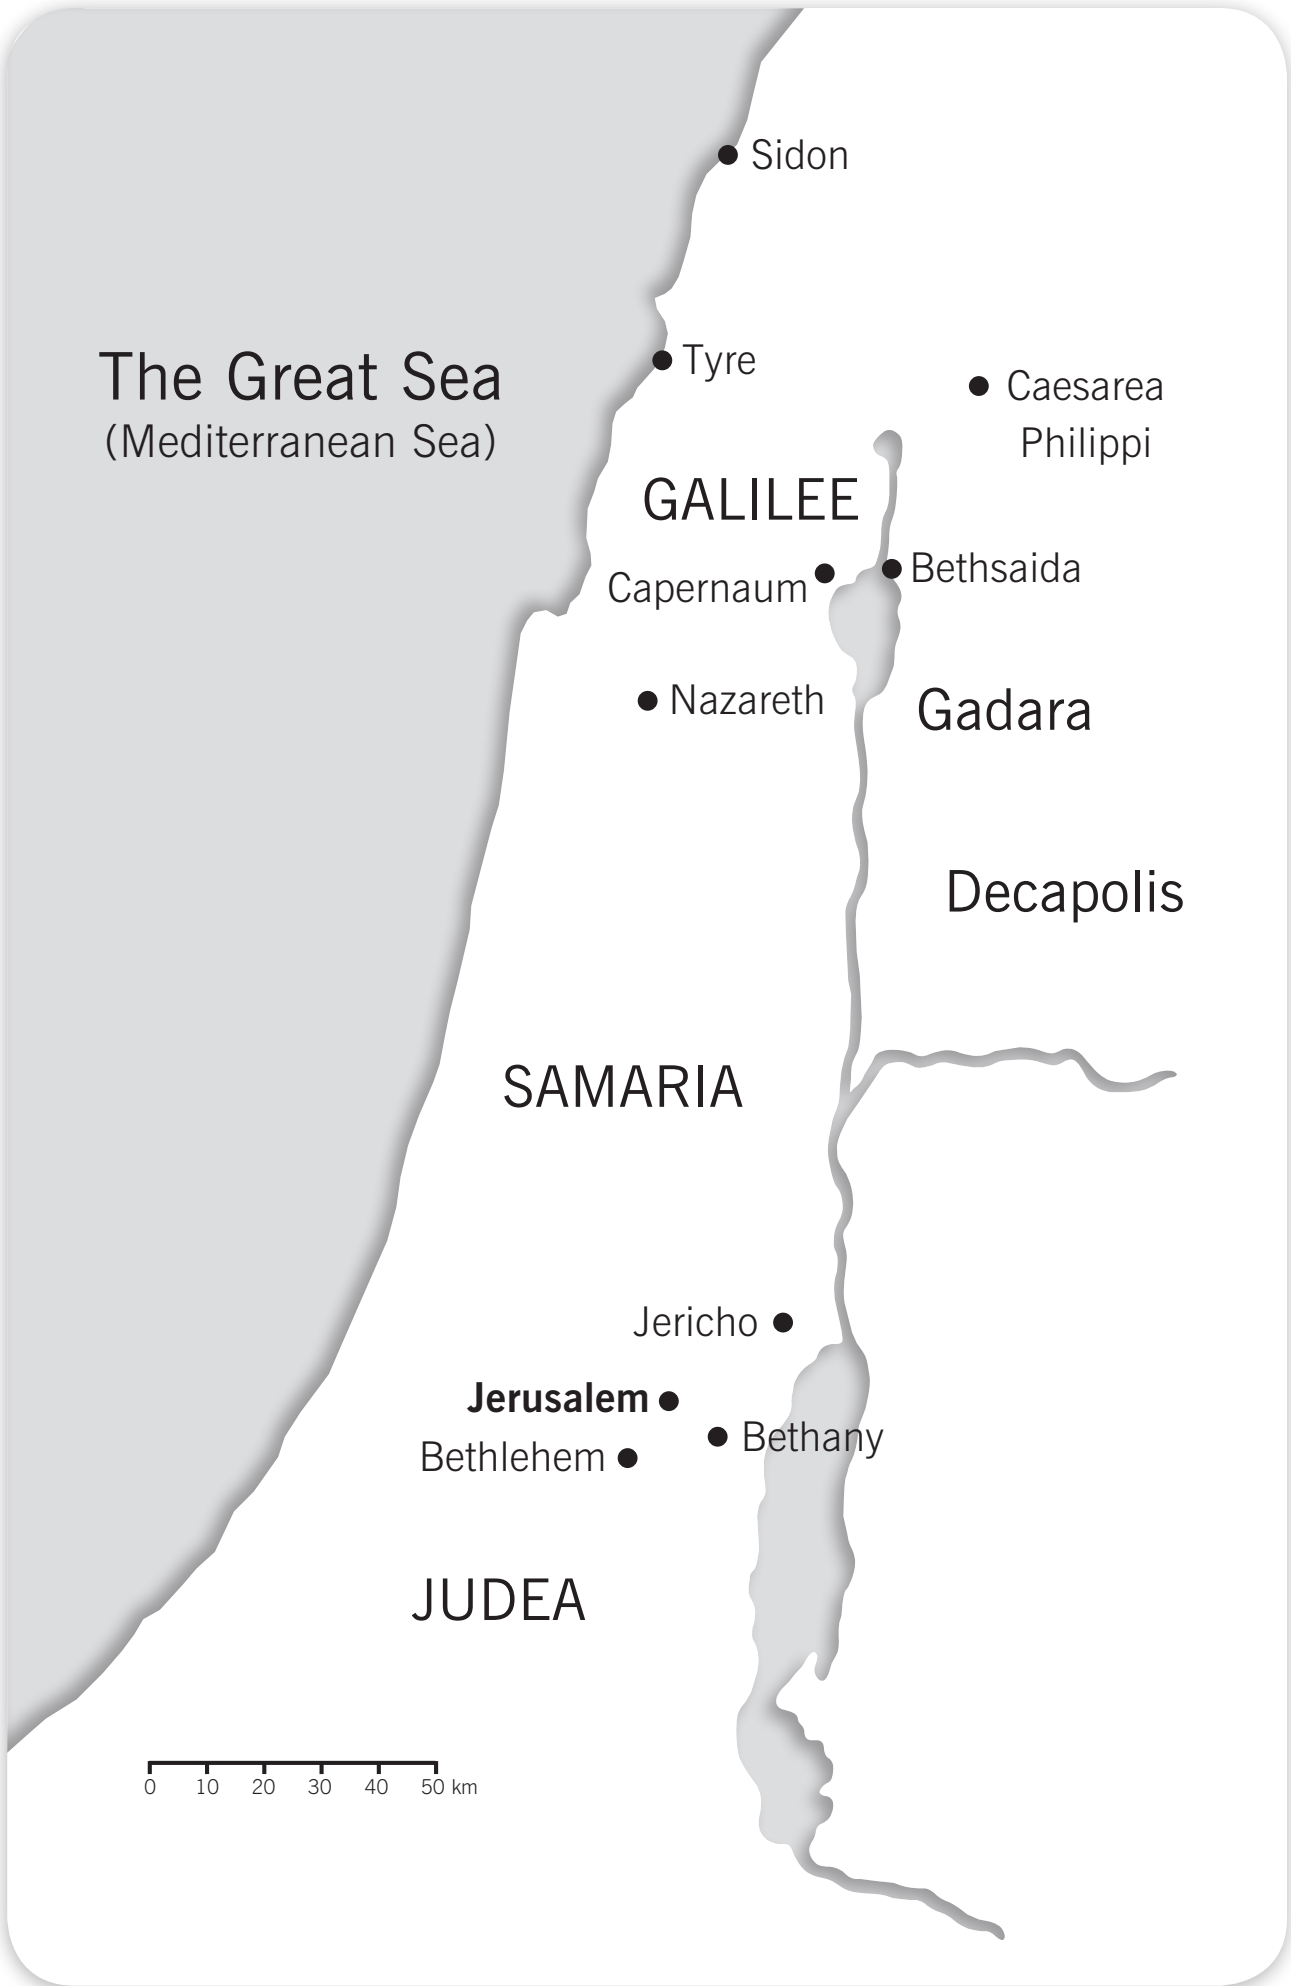 Sidon
Tyre
The Great Sea
(Mediterranean Sea)
Caesarea
Philippi
GALILEE
Capernaum
Bethsaida
Nazareth
Gadara
Decapolis
SAMARIA
Jericho
Jerusalem
Bethany
Bethlehem
JUDEA
0 10 20 30 40 50 km